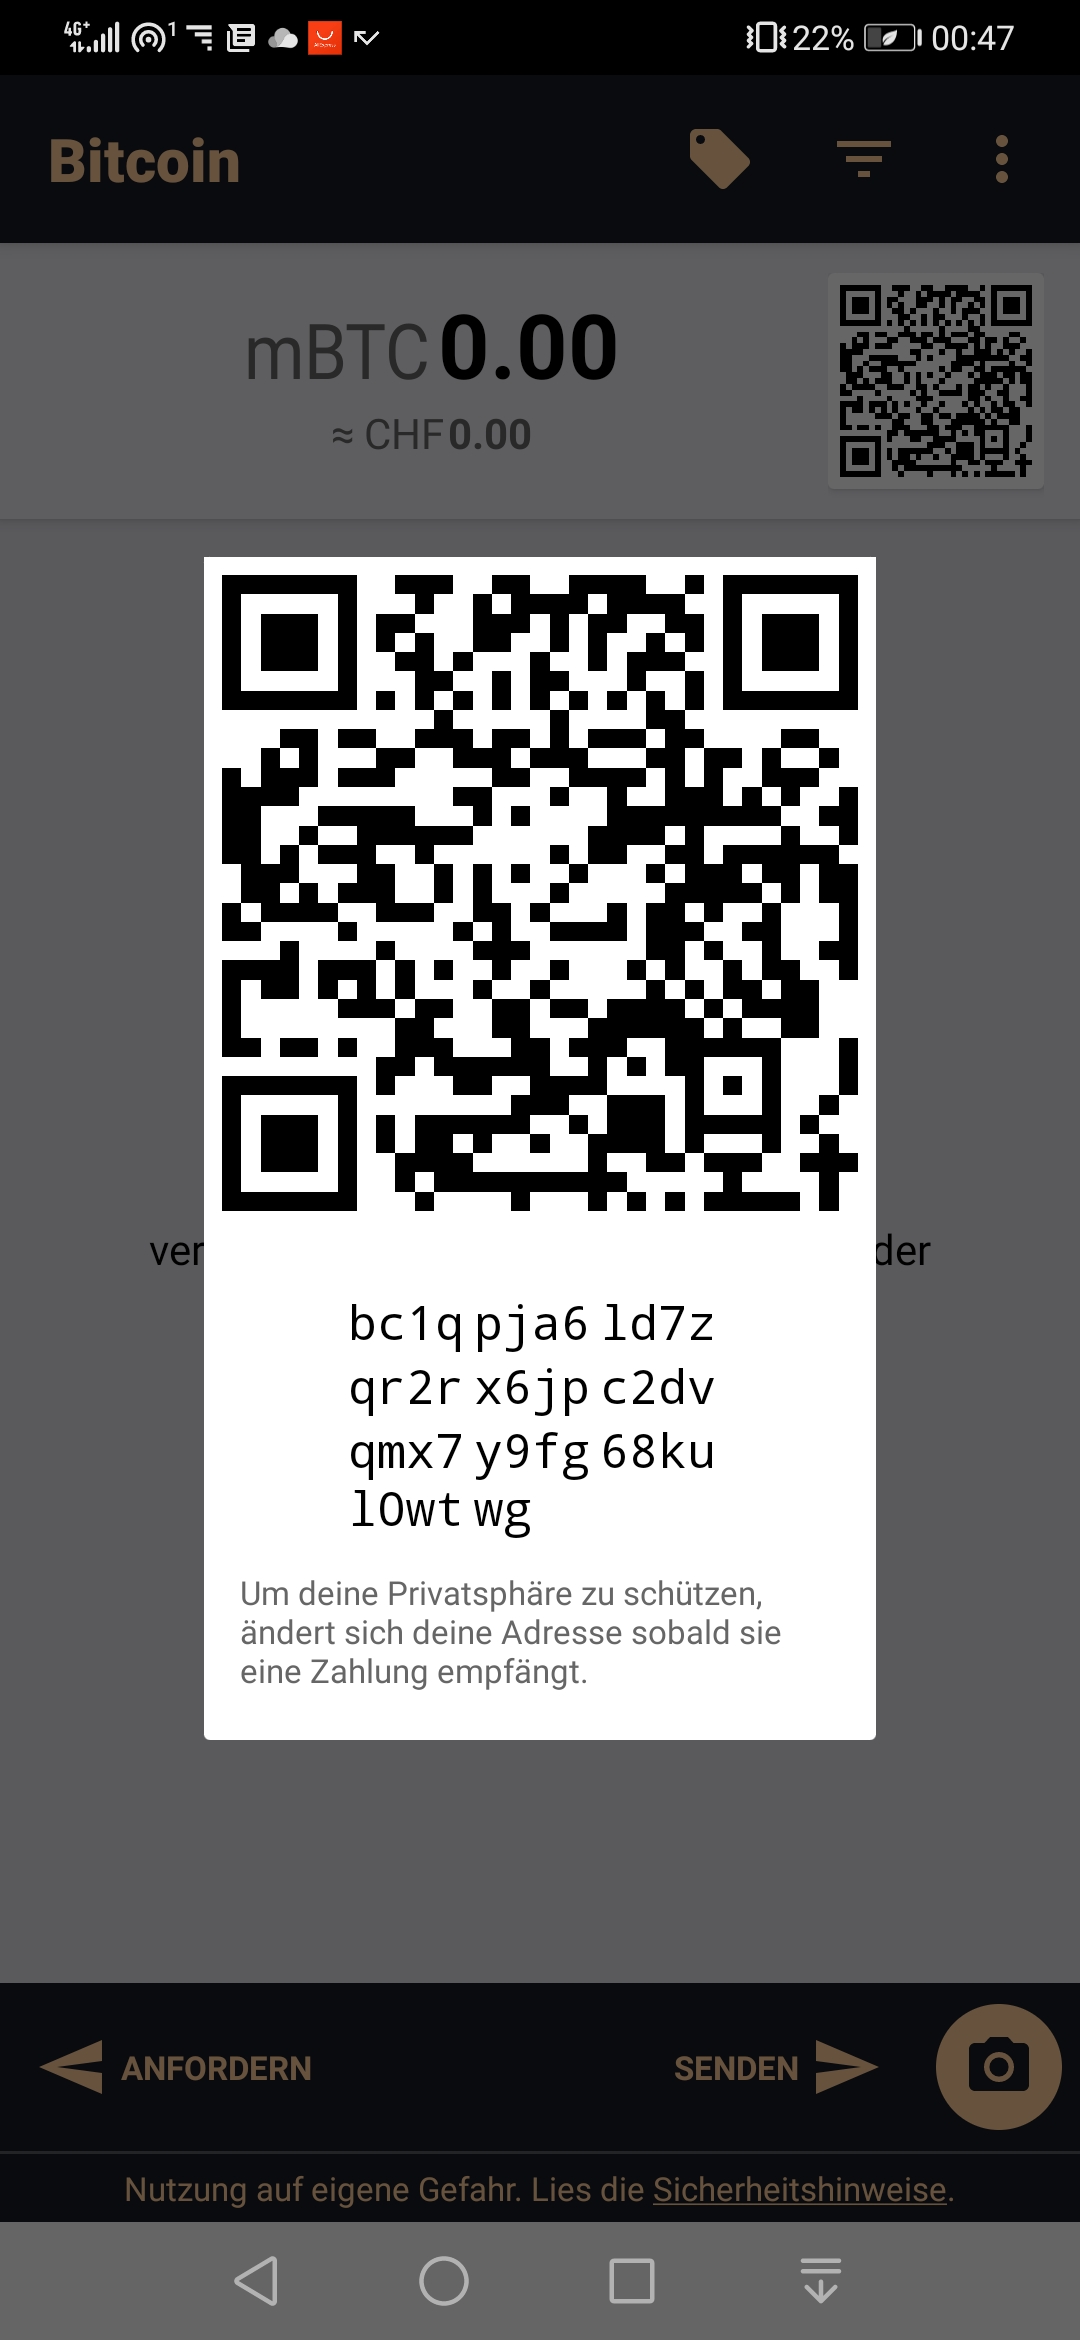 4G+ 1 22% 00:47
Bitcoin
mBTC 0.00
≈ CHF 0.00
ver der
bc1q pja6 ld7z
qr2r x6jp c2dv
qmx7 y9fg 68ku
l0wt wg
Um deine Privatsphäre zu schützen,
ändert sich deine Adresse sobald sie
eine Zahlung empfängt.
ANFORDERN SENDEN
Nutzung auf eigene Gefahr. Lies die Sicherheitshinweise.